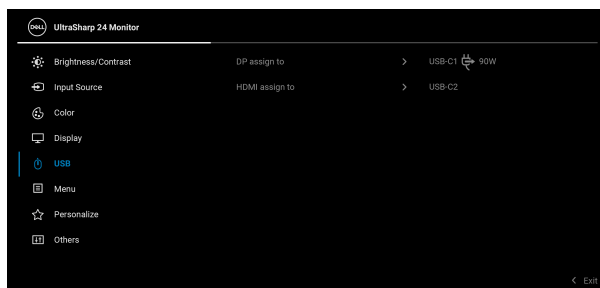 DELL UltraSharp 24 Monitor
Brightness/Contrast DP assign to > USB-C1 90W
Input Source HDMI assign to > USB-C2
Color
Display
USB
Menu
Personalize
Others
< Exit